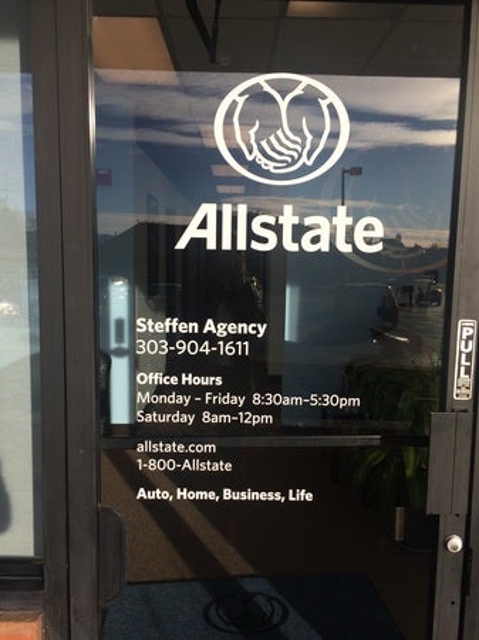 Allstate
Steffen Agency
303-904-1611
Office Hours
Monday – Friday 8:30am–5:30pm
Saturday 8am–12pm
allstate.com
1-800-Allstate
Auto, Home, Business, Life
PULL